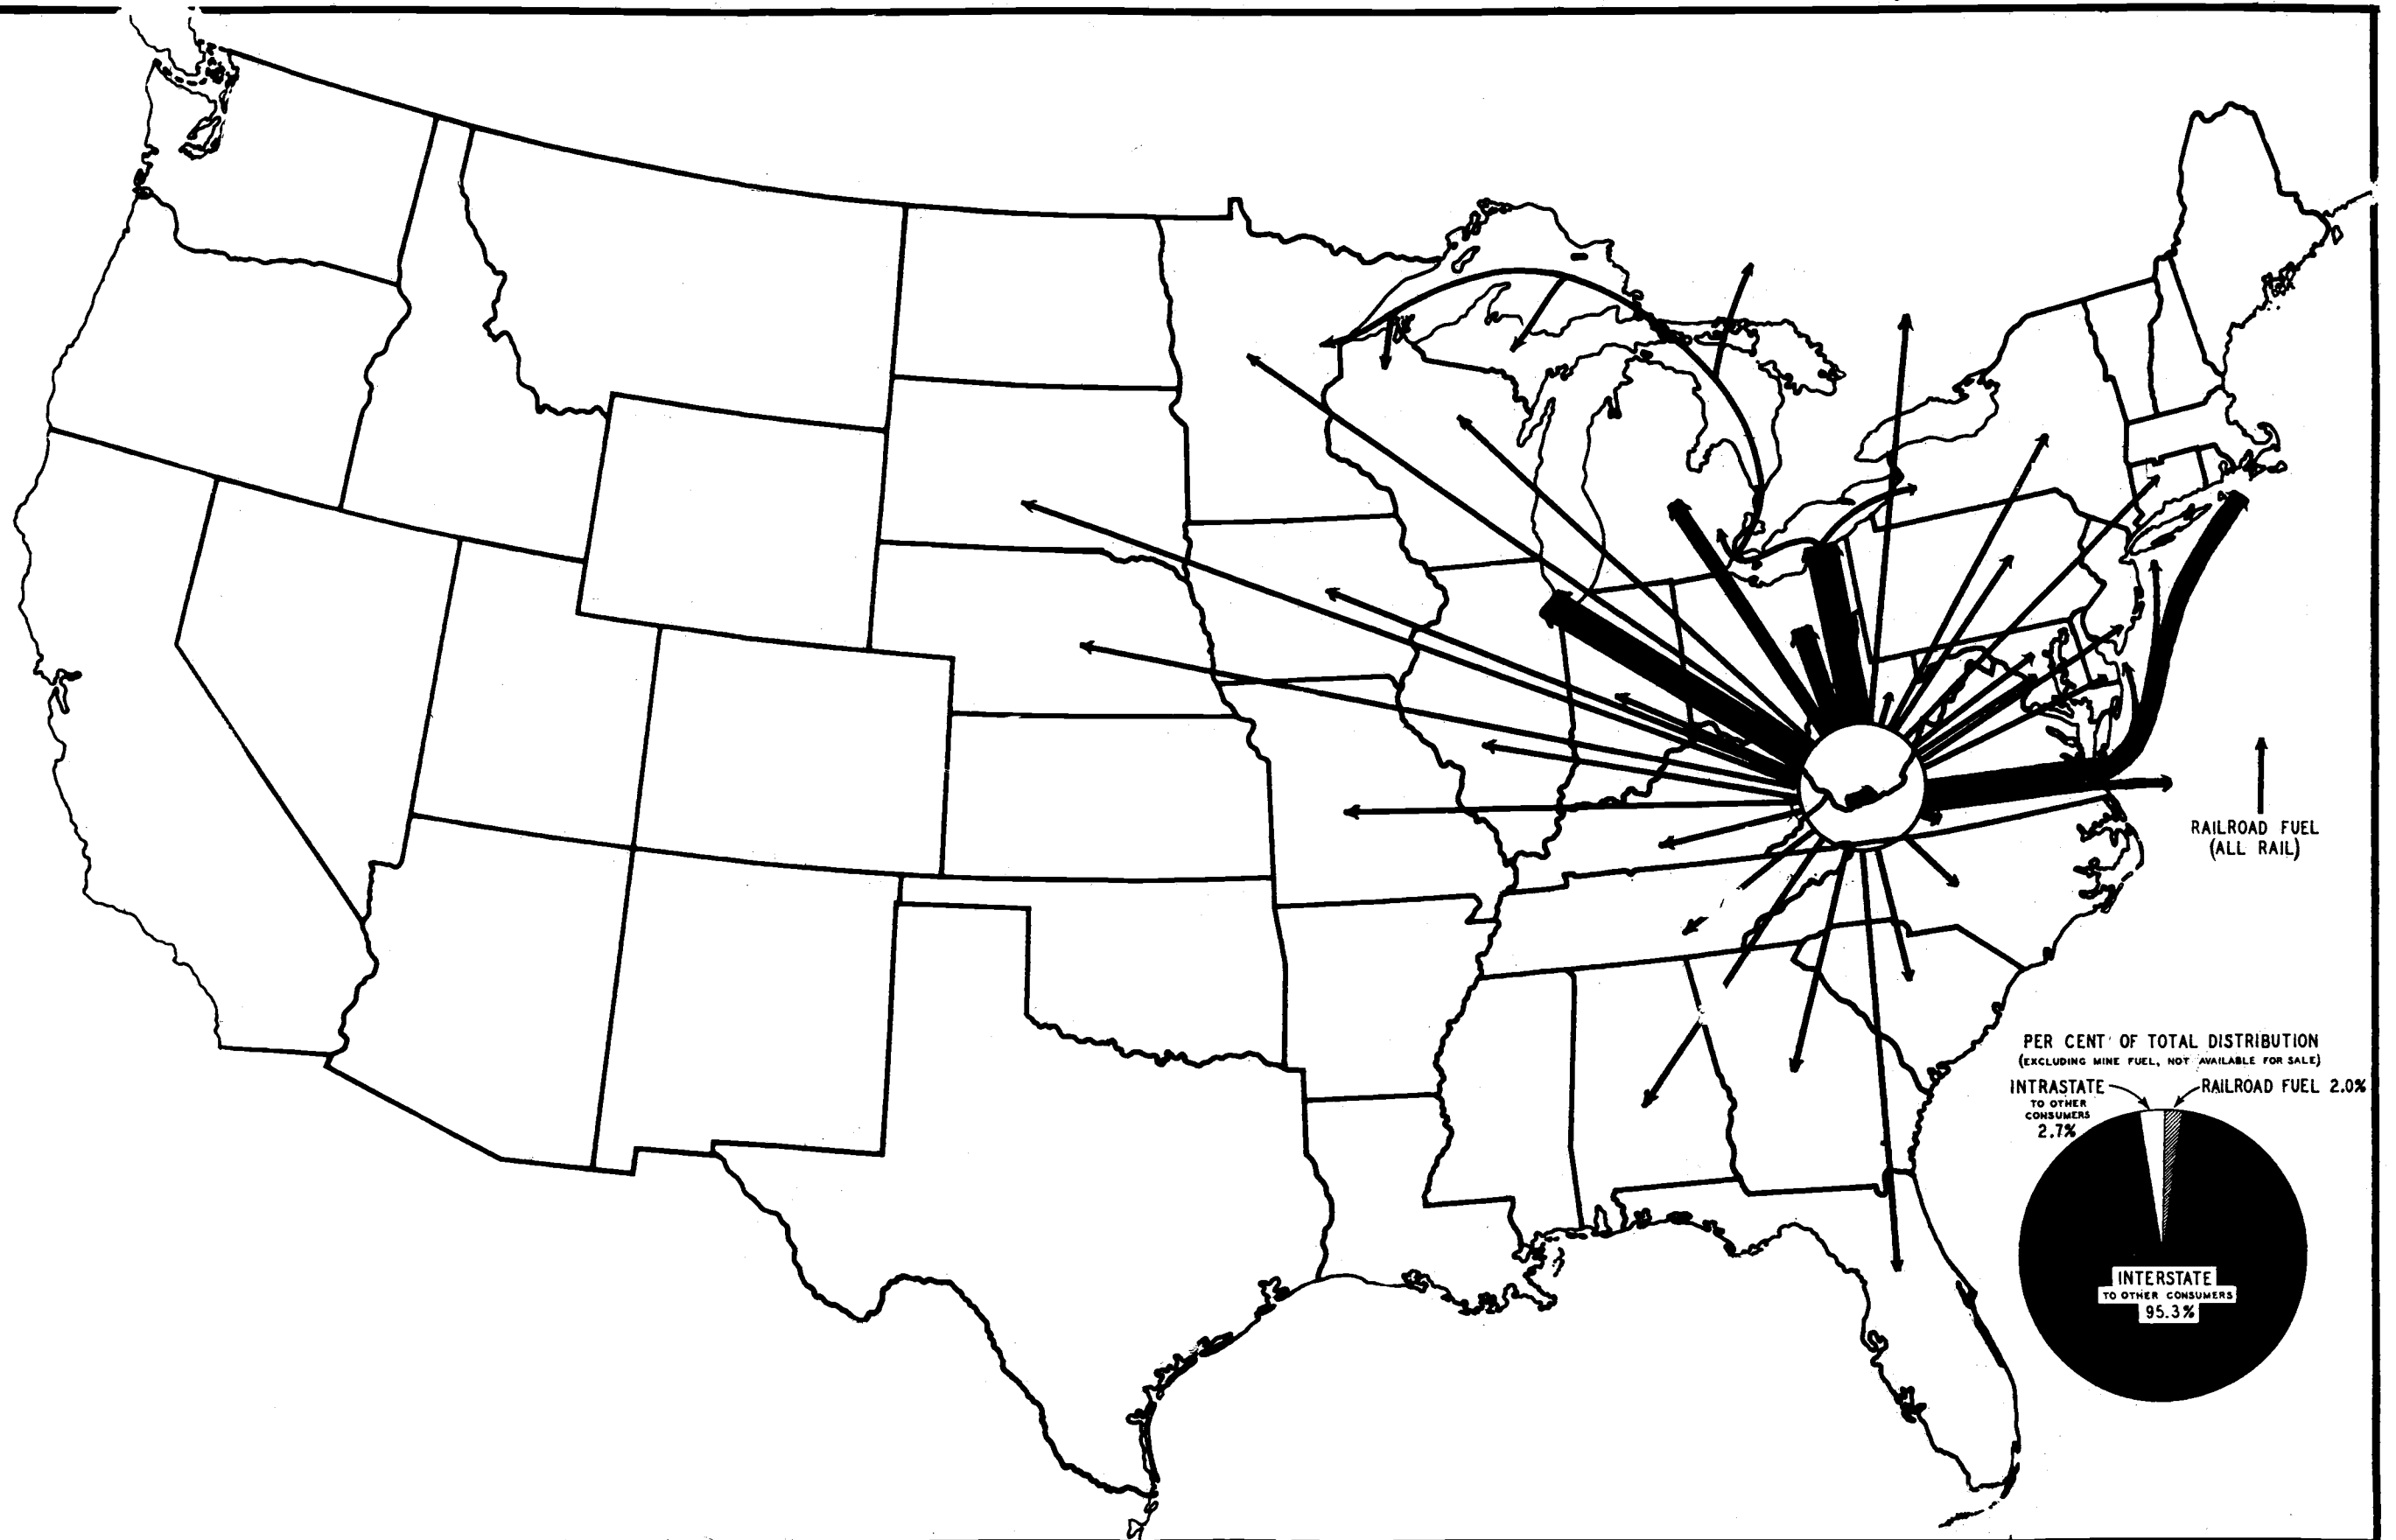 RAILROAD FUEL
(ALL RAIL)
PER CENT OF TOTAL DISTRIBUTION
(EXCLUDING MINE FUEL, NOT AVAILABLE FOR SALE)
INTRASTATE
TO OTHER
CONSUMERS
2.7%
RAILROAD FUEL 2.0%
INTERSTATE
TO OTHER CONSUMERS
95.3%